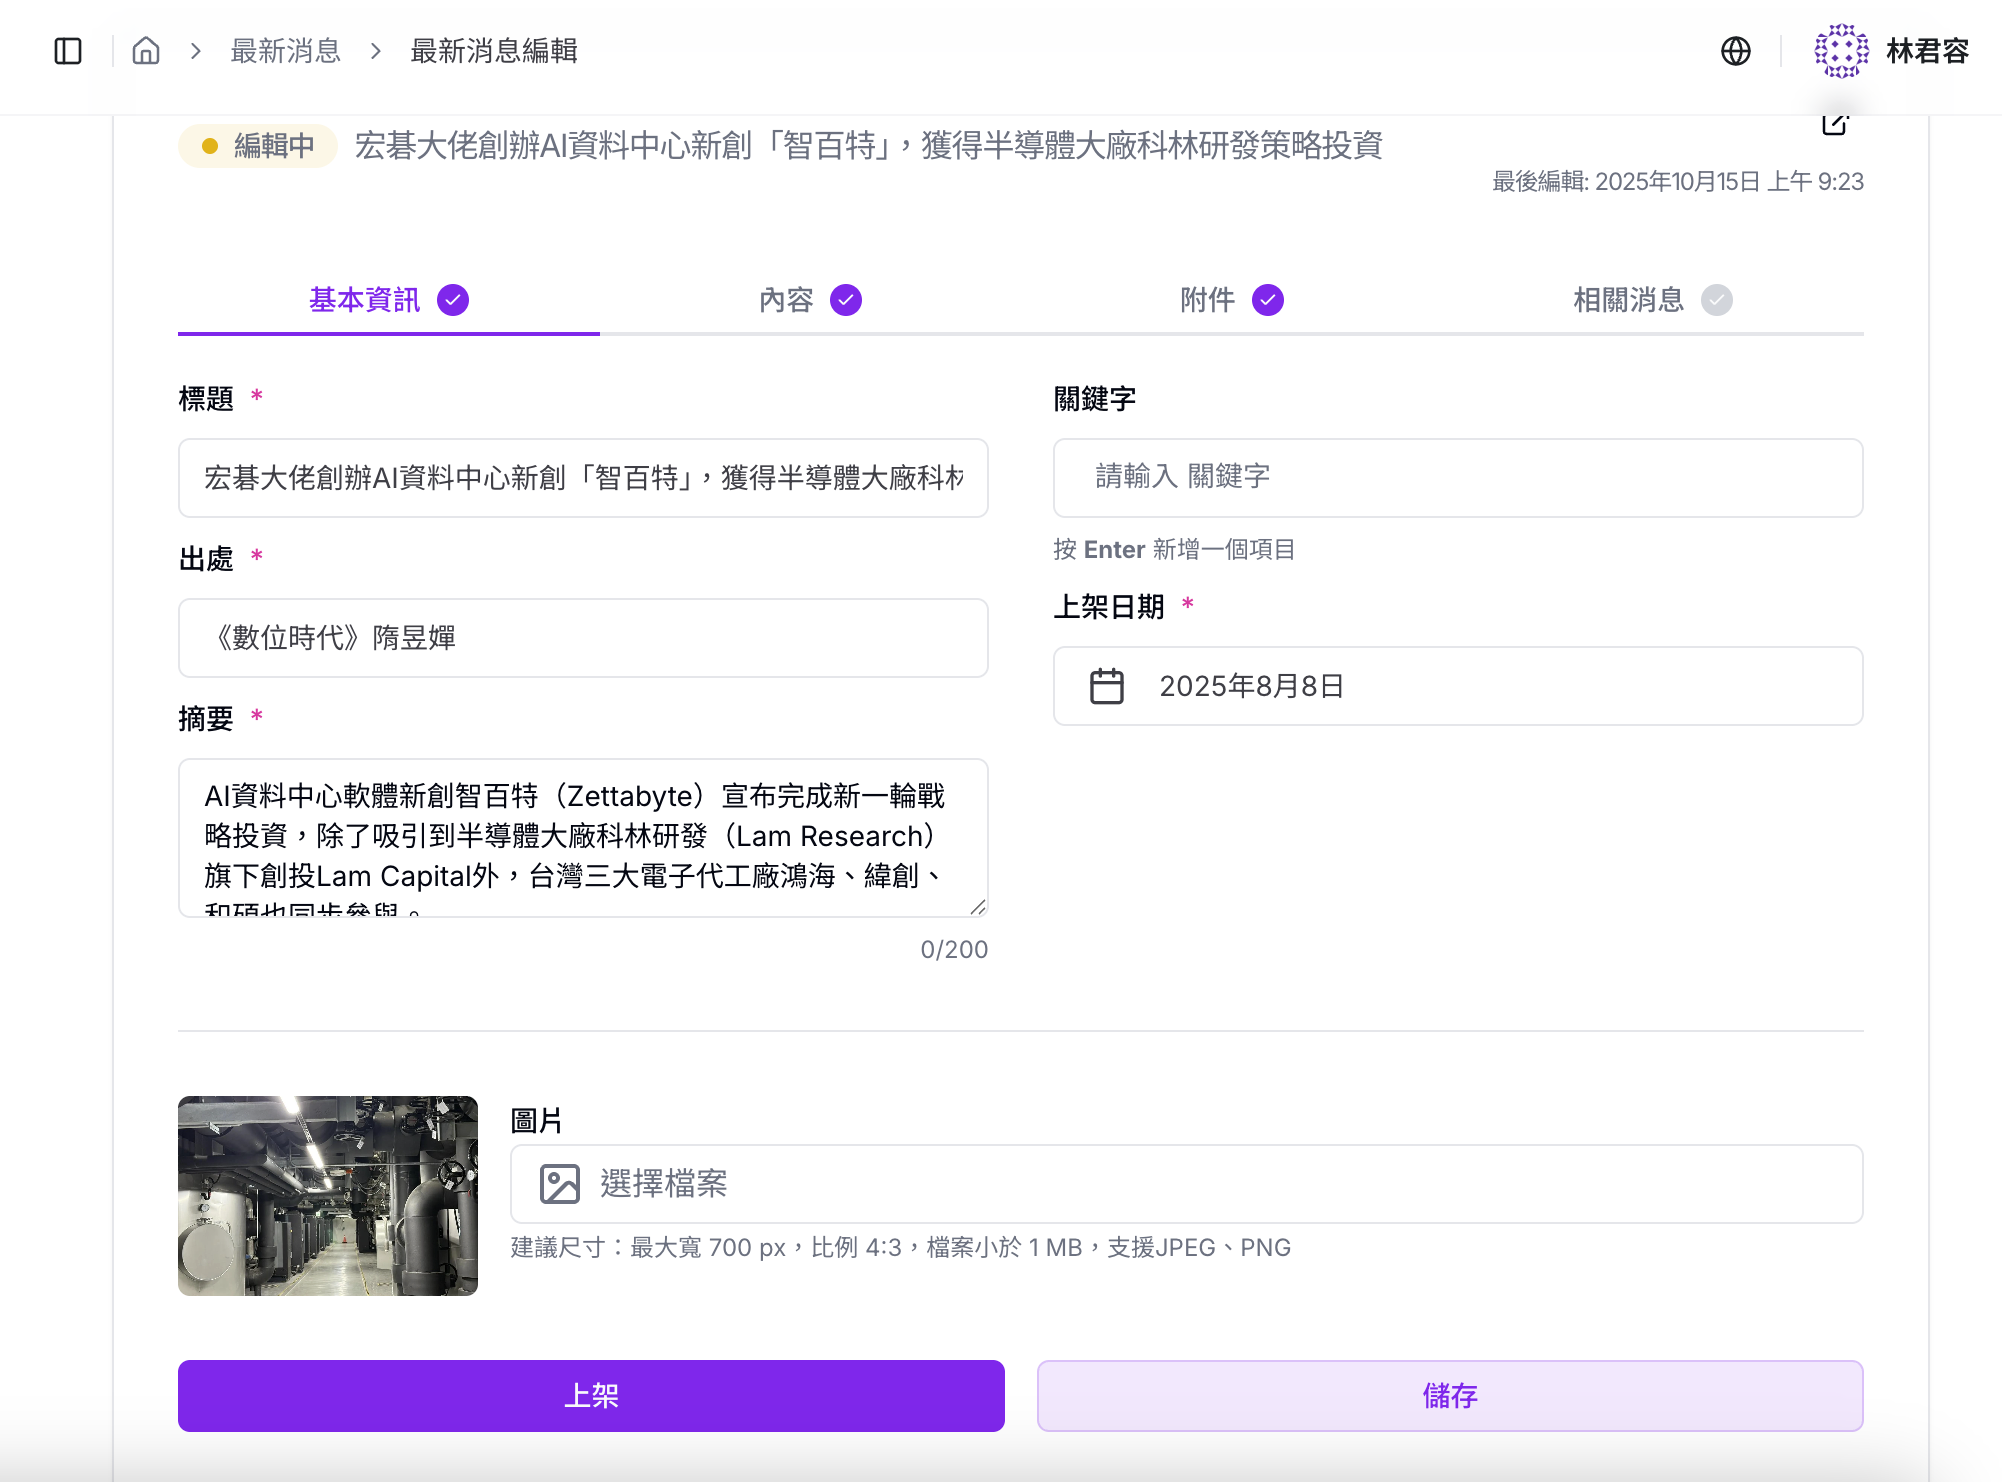 最新消息
最新消息編輯
林君容
編輯中
宏碁大佬創辦AI資料中心新創「智百特」，獲得半導體大廠科林研發策略投資
最後編輯: 2025年10月15日 上午 9:23
基本資訊
內容
附件
相關消息
標題 *
宏碁大佬創辦AI資料中心新創「智百特」，獲得半導體大廠科林
出處 *
《數位時代》隋昱嬋
摘要 *
AI資料中心軟體新創智百特（Zettabyte）宣布完成新一輪戰
略投資，除了吸引到半導體大廠科林研發（Lam Research）
旗下創投Lam Capital外，台灣三大電子代工廠鴻海、緯創、
和碩也同步參與。
0/200
關鍵字
請輸入 關鍵字
按 Enter 新增一個項目
上架日期 *
2025年8月8日
圖片
選擇檔案
建議尺寸：最大寬 700 px，比例 4:3，檔案小於 1 MB，支援JPEG、PNG
上架
儲存